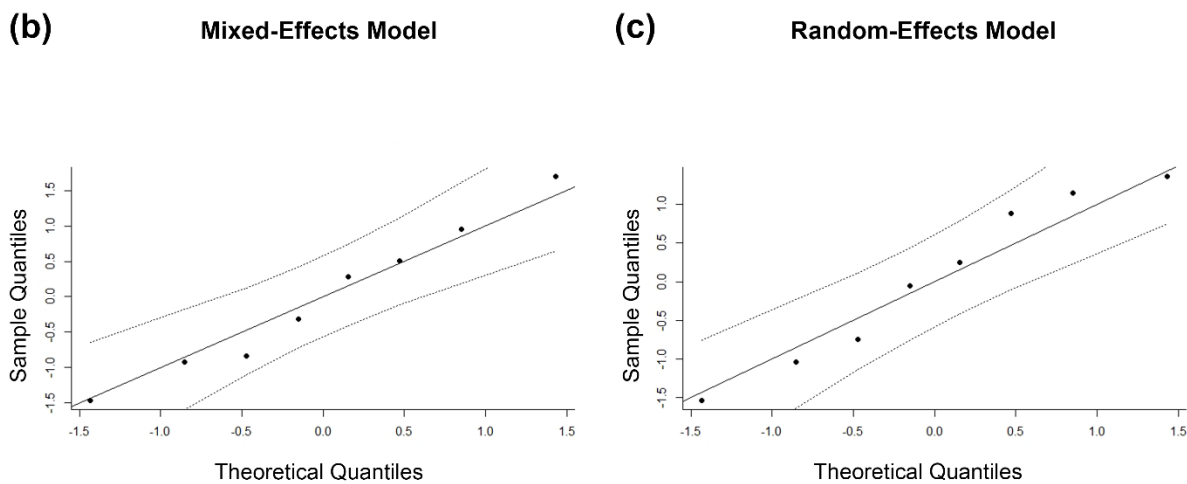 (b) Mixed-Effects Model
Sample Quantiles
1.5
1.0
0.5
0.0
-0.5
-1.0
-1.5
-1.5 -1.0 -0.5 0.0 0.5 1.0 1.5
Theoretical Quantiles
(c) Random-Effects Model
Sample Quantiles
1.0
0.5
0.0
-0.5
-1.0
-1.5
-1.5 -1.0 -0.5 0.0 0.5 1.0 1.5
Theoretical Quantiles